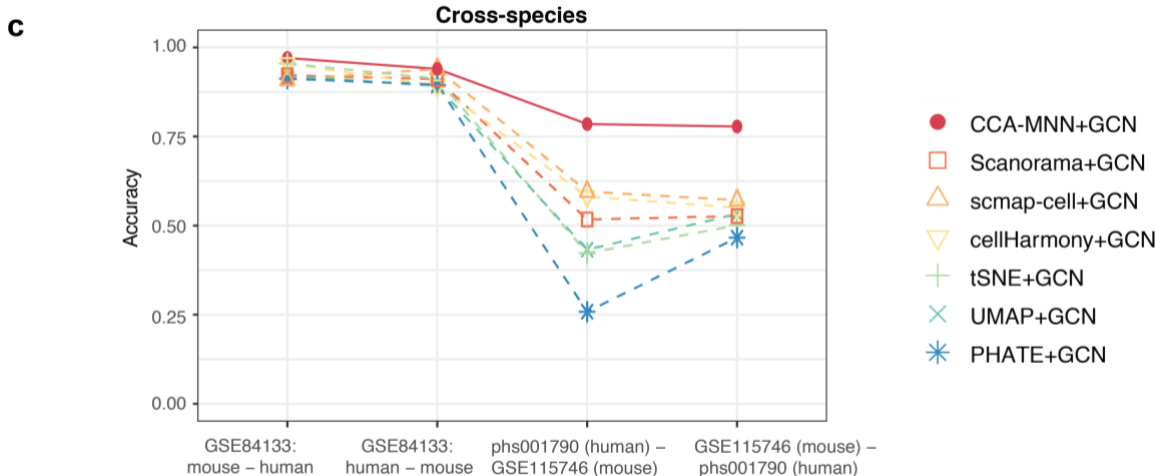 c
Cross-species
Accuracy
1.00
0.75
0.50
0.25
0.00
GSE84133:
mouse – human
GSE84133:
human – mouse
phs001790 (human) –
GSE115746 (mouse)
GSE115746 (mouse) –
phs001790 (human)
CCA-MNN+GCN
Scanorama+GCN
scmap-cell+GCN
cellHarmony+GCN
tSNE+GCN
UMAP+GCN
PHATE+GCN